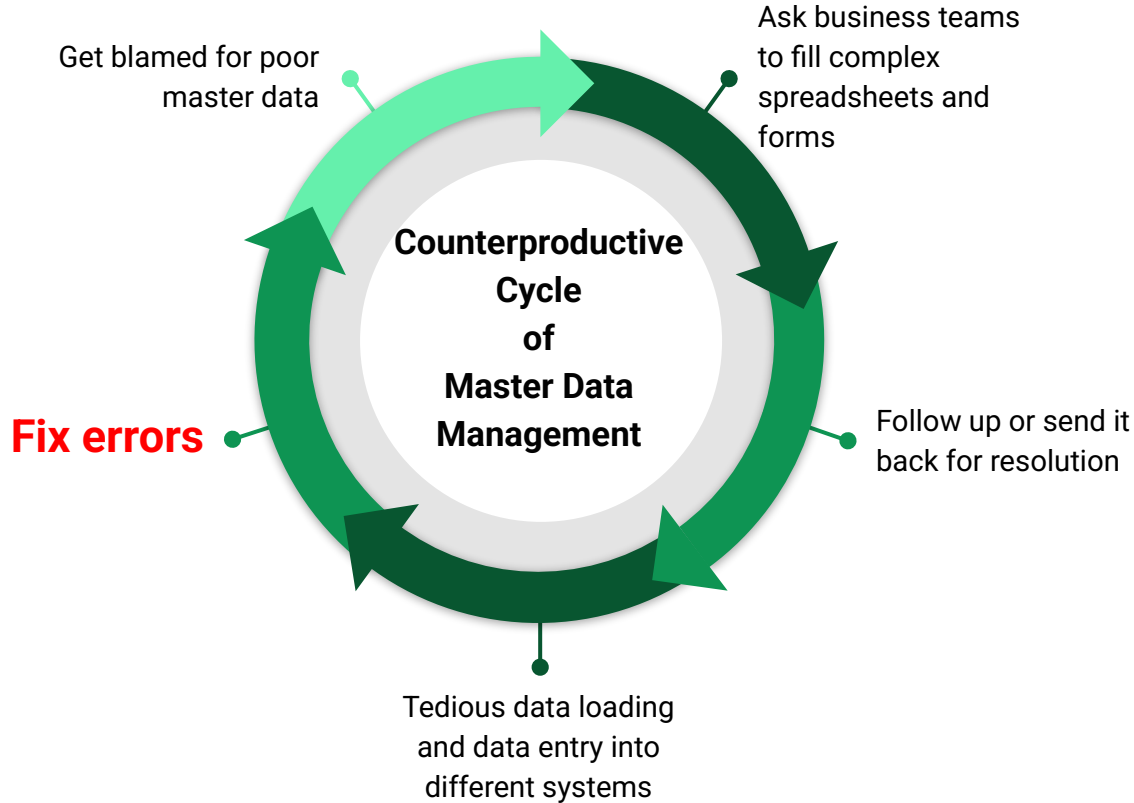 Counterproductive
Cycle
of
Master Data
Management
Ask business teams
to fill complex
spreadsheets and
forms
Follow up or send it
back for resolution
Tedious data loading
and data entry into
different systems
Fix errors
Get blamed for poor
master data